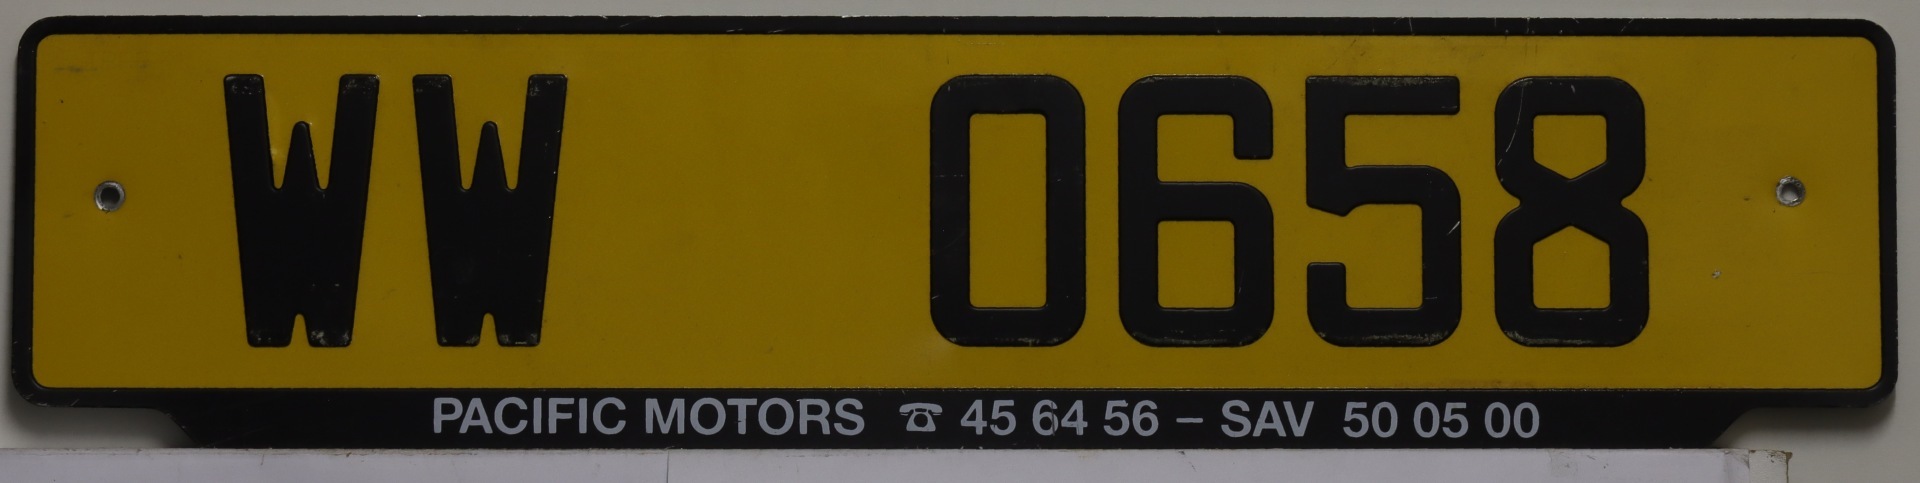 WW 0658
PACIFIC MOTORS ☎ 45 64 56 – SAV 50 05 00